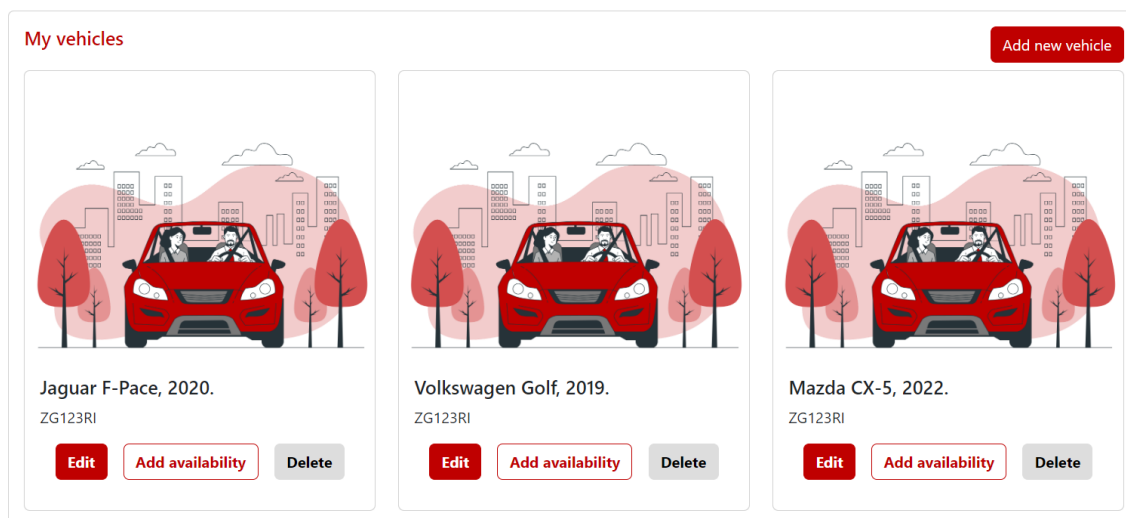 My vehicles
Add new vehicle
Jaguar F-Pace, 2020.
ZG123RI
Edit Add availability Delete
Volkswagen Golf, 2019.
ZG123RI
Edit Add availability Delete
Mazda CX-5, 2022.
ZG123RI
Edit Add availability Delete